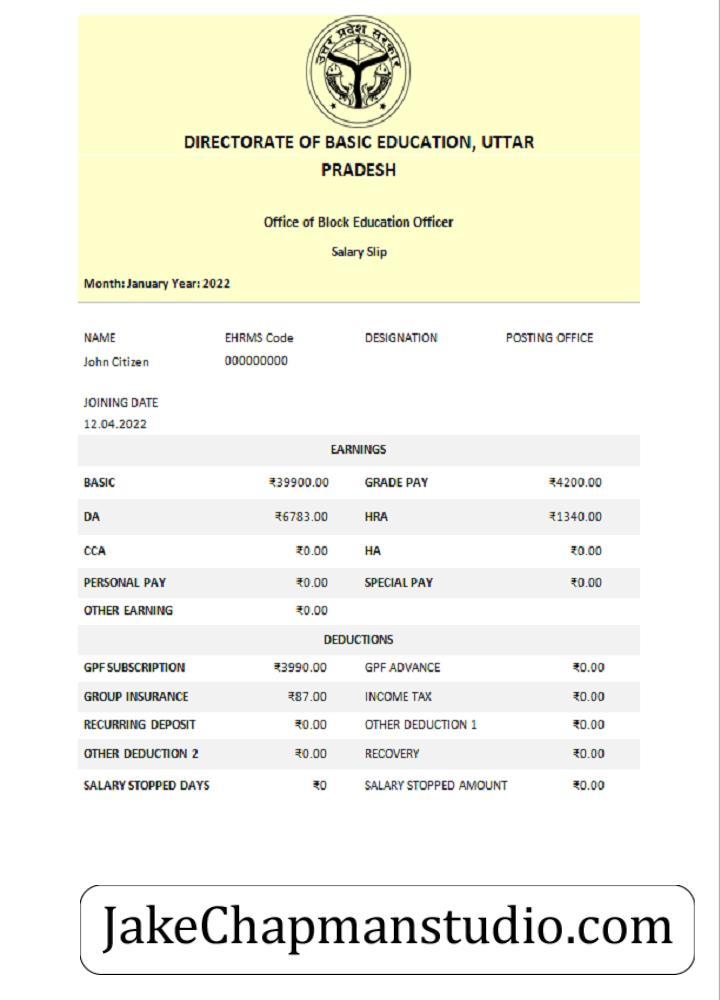 उत्तर प्रदेश सरकार
DIRECTORATE OF BASIC EDUCATION, UTTAR
PRADESH
Office of Block Education Officer
Salary Slip
Month: January Year: 2022
NAME EHRMS Code DESIGNATION POSTING OFFICE
John Citizen 000000000
JOINING DATE
12.04.2022
EARNINGS
BASIC ₹39900.00 GRADE PAY ₹4200.00
DA ₹6783.00 HRA ₹1340.00
CCA ₹0.00 HA ₹0.00
PERSONAL PAY ₹0.00 SPECIAL PAY ₹0.00
OTHER EARNING ₹0.00
DEDUCTIONS
GPF SUBSCRIPTION ₹3990.00 GPF ADVANCE ₹0.00
GROUP INSURANCE ₹87.00 INCOME TAX ₹0.00
RECURRING DEPOSIT ₹0.00 OTHER DEDUCTION 1 ₹0.00
OTHER DEDUCTION 2 ₹0.00 RECOVERY ₹0.00
SALARY STOPPED DAYS ₹0 SALARY STOPPED AMOUNT ₹0.00
JakeChapmanstudio.com